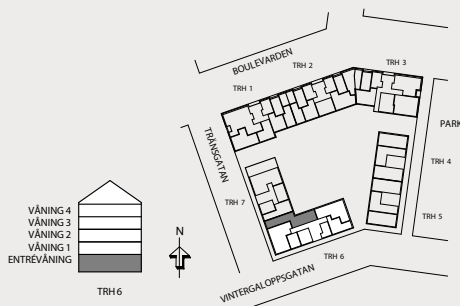 BOULEVARDEN
TRH 1
TRH 2
TRH 3
TRÄNSGATAN
PARK
TRH 4
TRH 7
TRH 5
TRH 6
VINTERGALOPPSGATAN
VÅNING 4
VÅNING 3
VÅNING 2
VÅNING 1
ENTRÉVÅNING
TRH 6
N